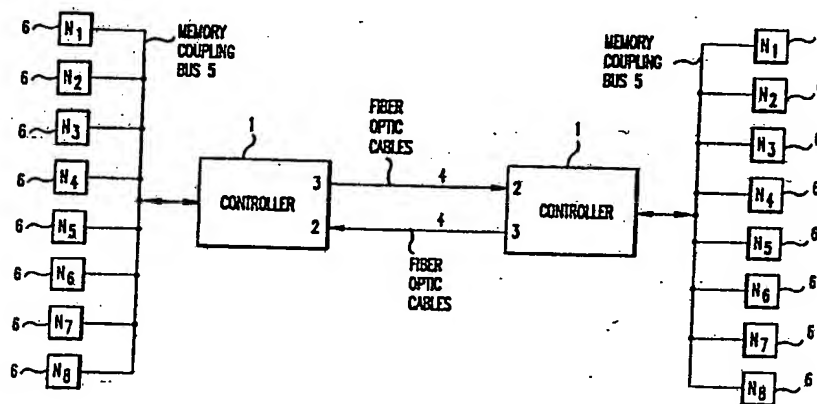 6 N1
6 N2
6 N3
6 N4
6 N5
6 N6
6 N7
6 N8
MEMORY
COUPLING
BUS 5
1
3
CONTROLLER
2
FIBER
OPTIC
CABLES
4
4
FIBER
OPTIC
CABLES
1
2
CONTROLLER
3
MEMORY
COUPLING
BUS 5
N1
N2
N3 6
N4 6
N5 6
N6 6
N7 6
N8 6